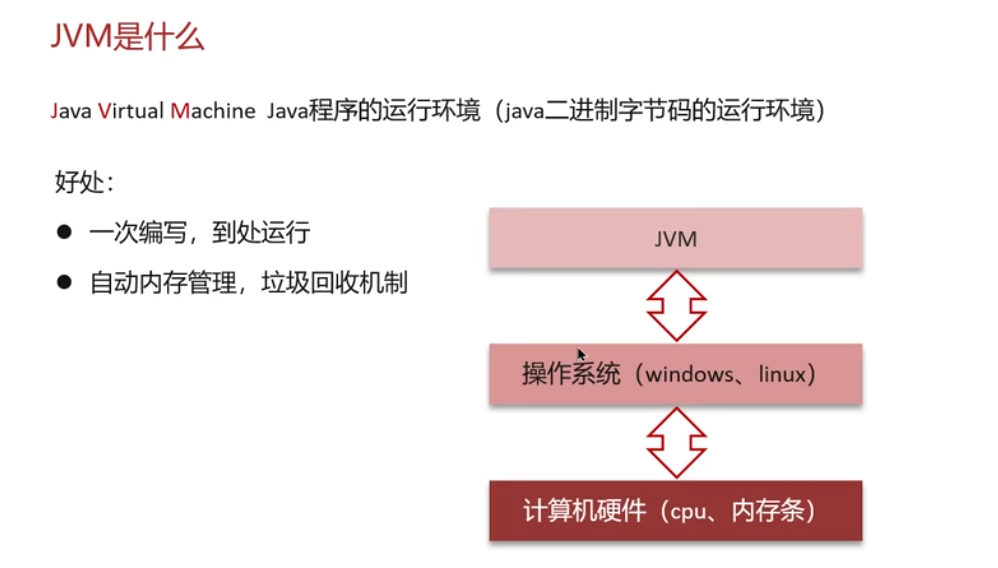 JVM是什么
Java Virtual Machine Java程序的运行环境（java二进制字节码的运行环境）
好处：
一次编写，到处运行
自动内存管理，垃圾回收机制
JVM
操作系统（windows、linux）
计算机硬件（cpu、内存条）